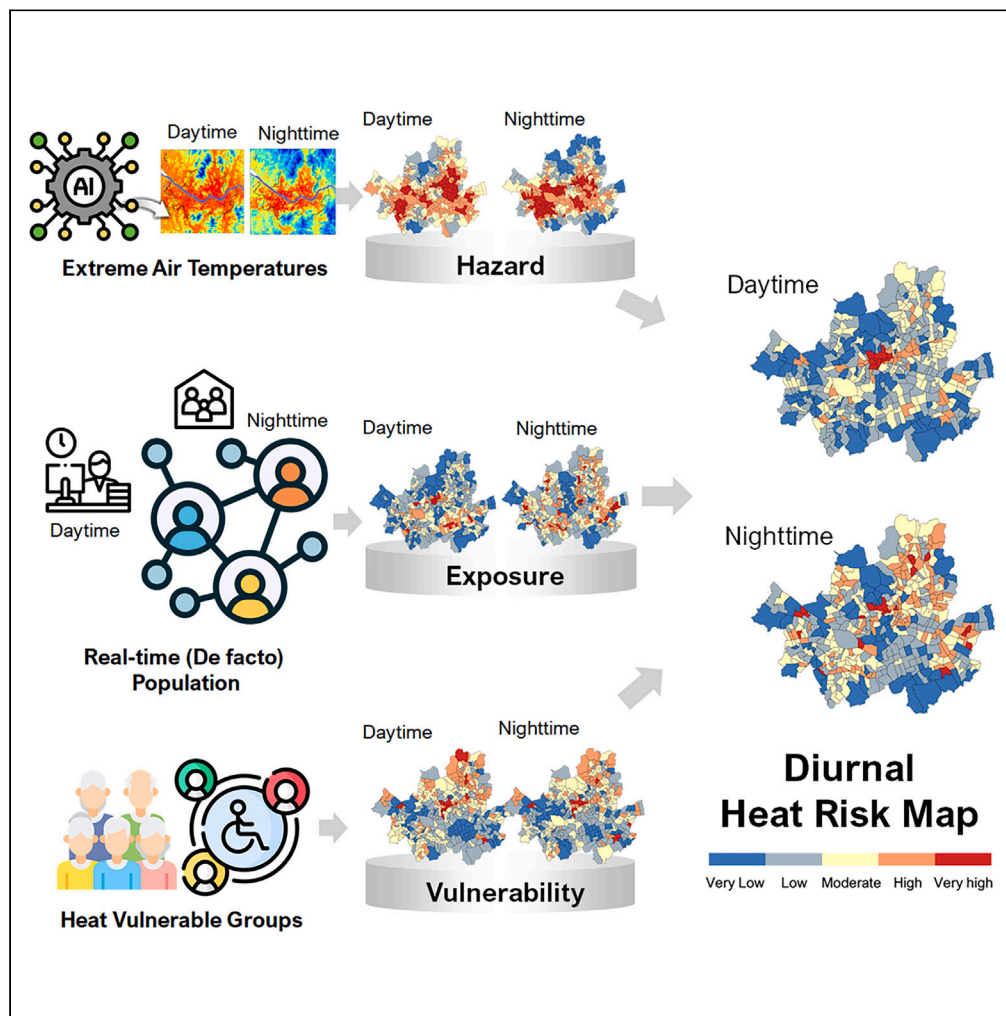 Daytime
Nighttime
AI
Extreme Air Temperatures
Daytime
Nighttime
Hazard
Nighttime
Daytime
Real-time (De facto)
Population
Daytime
Nighttime
Exposure
Heat Vulnerable Groups
Daytime
Nighttime
Vulnerability
Daytime
Nighttime
Diurnal
Heat Risk Map
Very Low
Low
Moderate
High
Very high